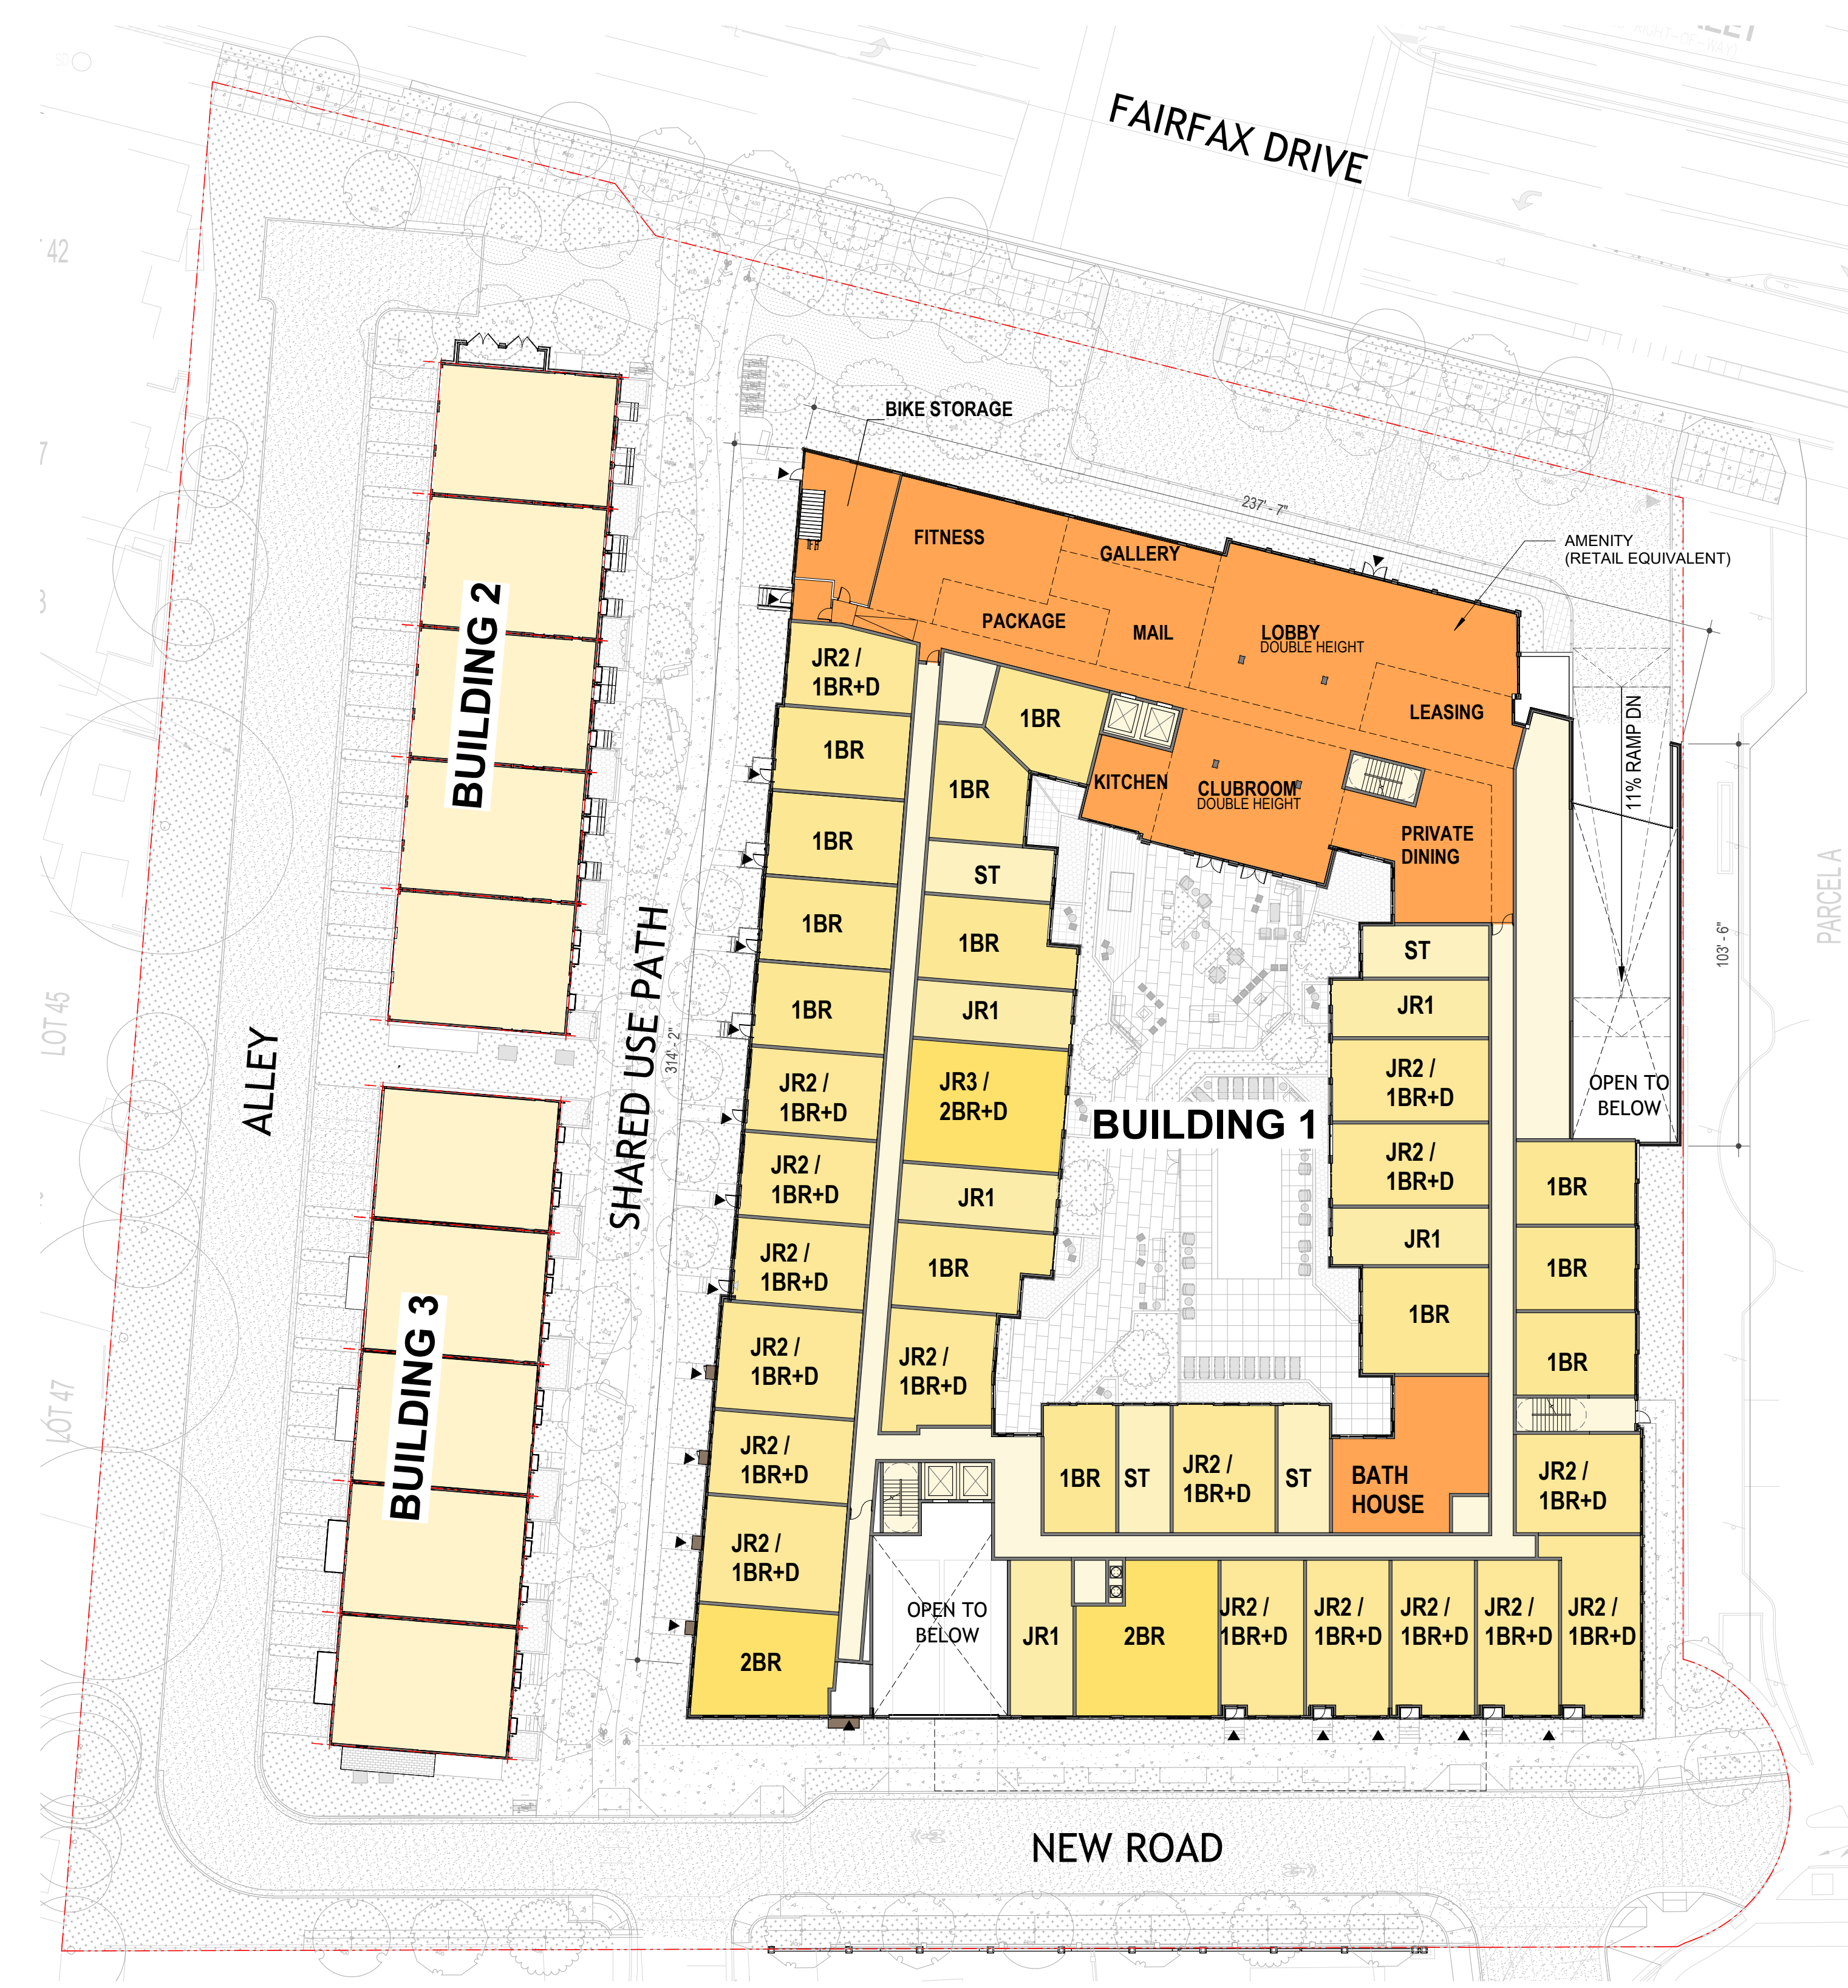 FAIRFAX DRIVE
RIGHT-OF-WAY)
SD
42
7
BIKE STORAGE
237' - 7"
FITNESS
GALLERY
AMENITY
(RETAIL EQUIVALENT)
PACKAGE
MAIL
LOBBY
DOUBLE HEIGHT
BUILDING 2
JR2 /
1BR+D
1BR
LEASING
11% RAMP DN
1BR
1BR
KITCHEN
CLUBROOM
DOUBLE HEIGHT
1BR
PRIVATE
DINING
ST
PARCEL A
1BR
1BR
ST
103' - 6"
SHARED USE PATH
314' - 2"
LOT 45
1BR
JR1
JR1
ALLEY
JR2 /
1BR+D
JR3 /
2BR+D
BUILDING 1
JR2 /
1BR+D
OPEN TO
BELOW
JR2 /
1BR+D
JR1
JR2 /
1BR+D
1BR
JR2 /
1BR+D
1BR
JR1
1BR
BUILDING 3
JR2 /
1BR+D
JR2 /
1BR+D
1BR
1BR
LOT 47
JR2 /
1BR+D
1BR
ST
JR2 /
1BR+D
ST
BATH
HOUSE
JR2 /
1BR+D
JR2 /
1BR+D
2BR
OPEN TO
BELOW
JR1
2BR
JR2 /
1BR+D
JR2 /
1BR+D
JR2 /
1BR+D
JR2 /
1BR+D
JR2 /
1BR+D
NEW ROAD